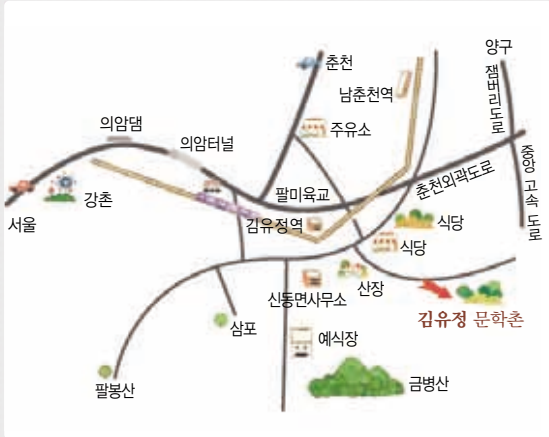 양구
춘천
잼버리도로
남춘천역
의암댐
의암터널
주유소
중앙 고속 도로
팔미육교
춘천외곽도로
강촌
서울
김유정역
식당
식당
신동면사무소
산장
김유정 문학촌
삼포
예식장
팔봉산
금병산